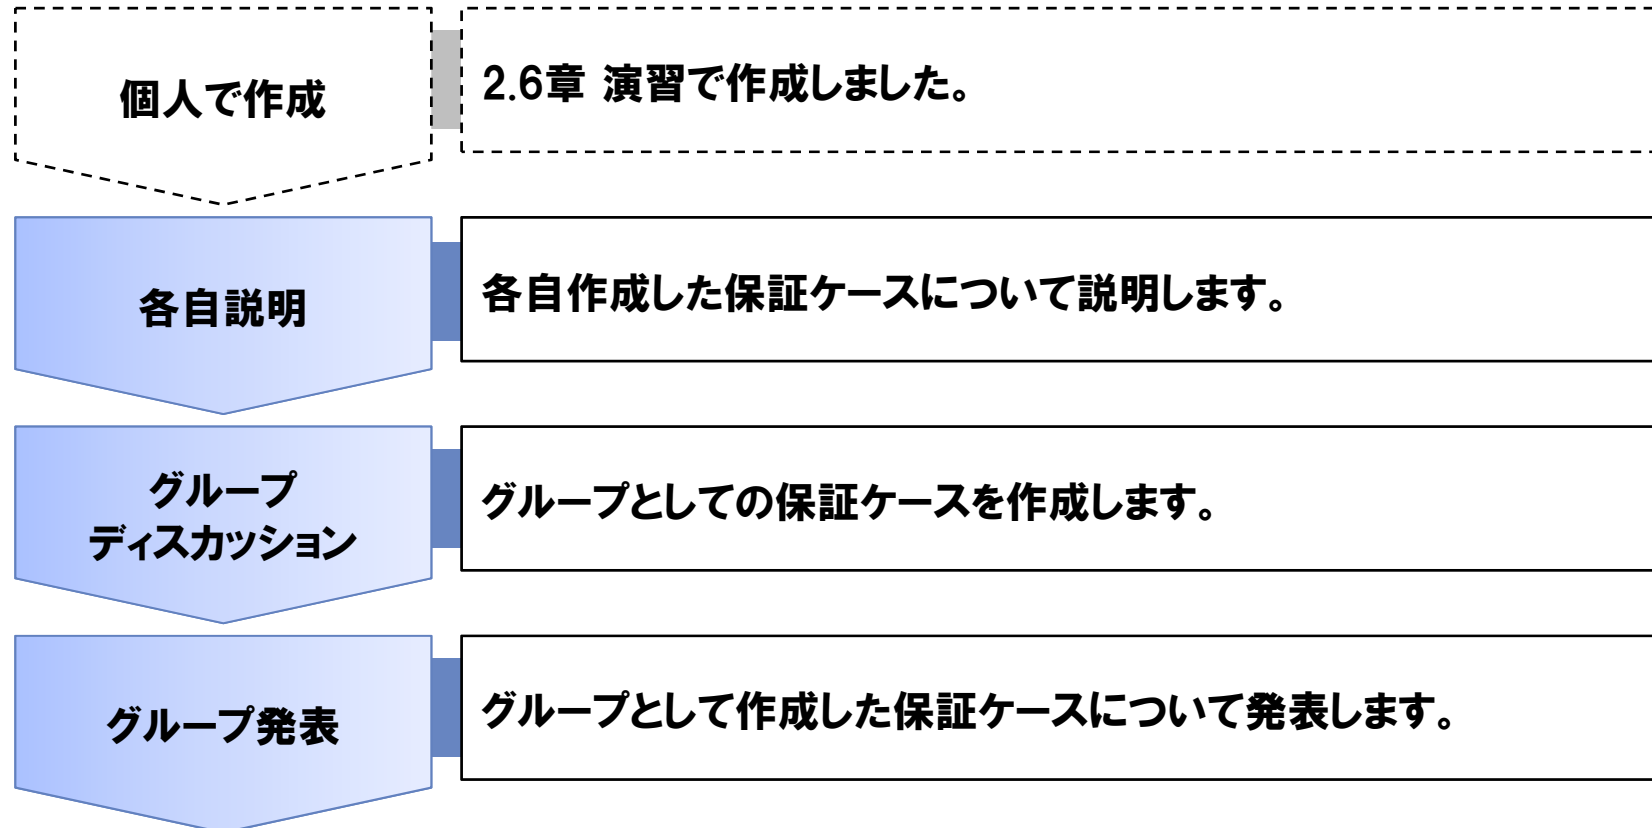 個人で作成
2.6章 演習で作成しました。
各自説明
各自作成した保証ケースについて説明します。
グループ
ディスカッション
グループとしての保証ケースを作成します。
グループ発表
グループとして作成した保証ケースについて発表します。